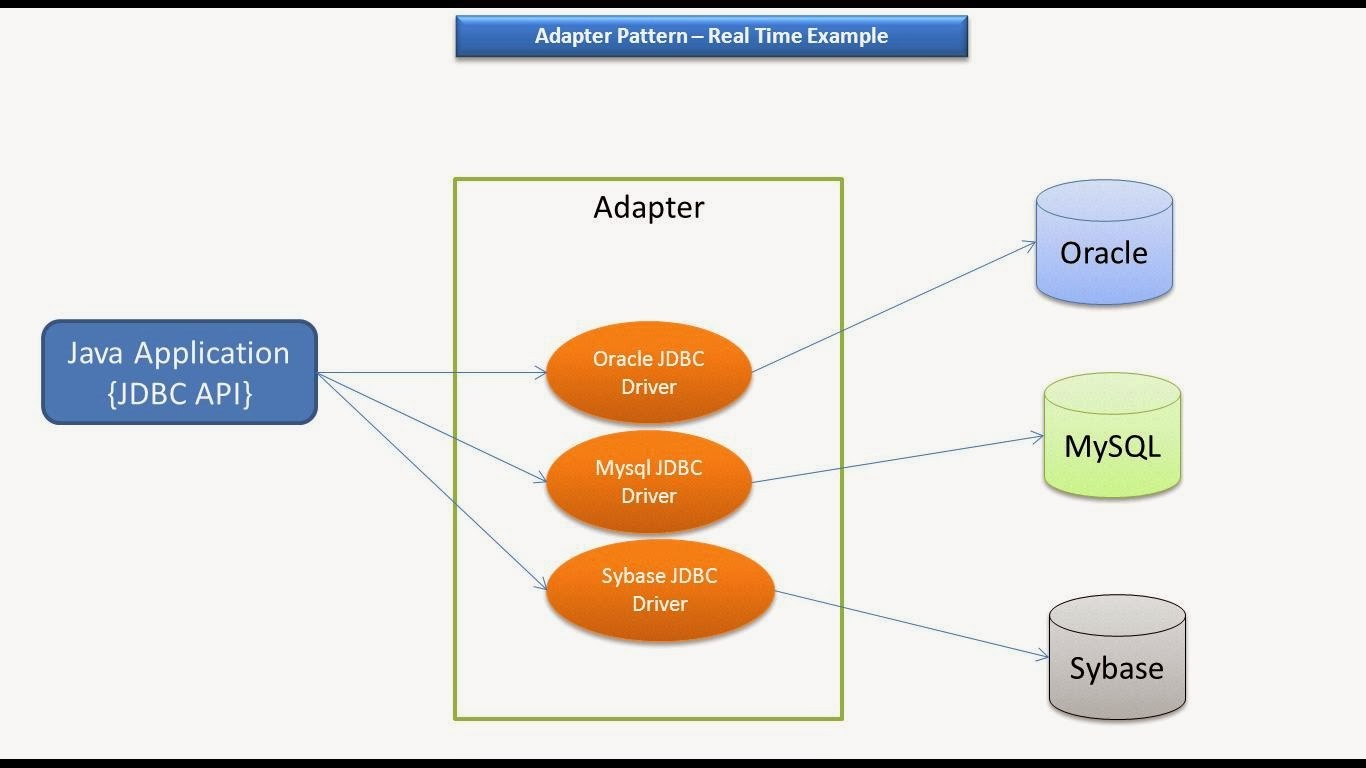 Adapter Pattern – Real Time Example
Adapter
Java Application
{JDBC API}
Oracle JDBC
Driver
Mysql JDBC
Driver
Sybase JDBC
Driver
Oracle
MySQL
Sybase